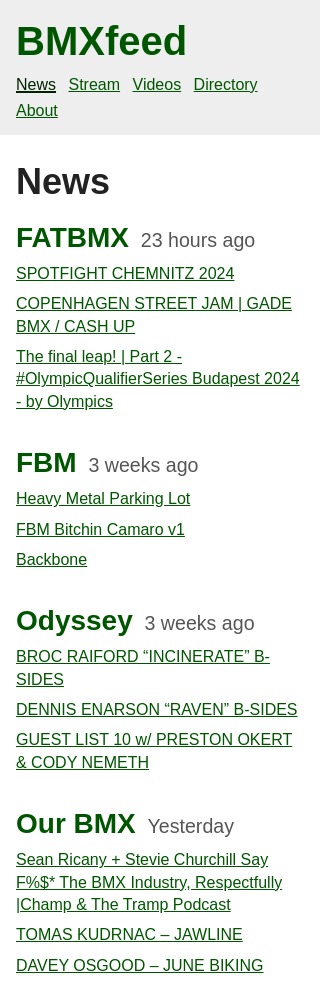 BMXfeed
News Stream Videos Directory
About
News
FATBMX 23 hours ago
SPOTFIGHT CHEMNITZ 2024
COPENHAGEN STREET JAM | GADE
BMX / CASH UP
The final leap! | Part 2 -
#OlympicQualifierSeries Budapest 2024
- by Olympics
FBM 3 weeks ago
Heavy Metal Parking Lot
FBM Bitchin Camaro v1
Backbone
Odyssey 3 weeks ago
BROC RAIFORD “INCINERATE” B-
SIDES
DENNIS ENARSON “RAVEN” B-SIDES
GUEST LIST 10 w/ PRESTON OKERT
& CODY NEMETH
Our BMX Yesterday
Sean Ricany + Stevie Churchill Say
F%$* The BMX Industry, Respectfully
|Champ & The Tramp Podcast
TOMAS KUDRNAC – JAWLINE
DAVEY OSGOOD – JUNE BIKING